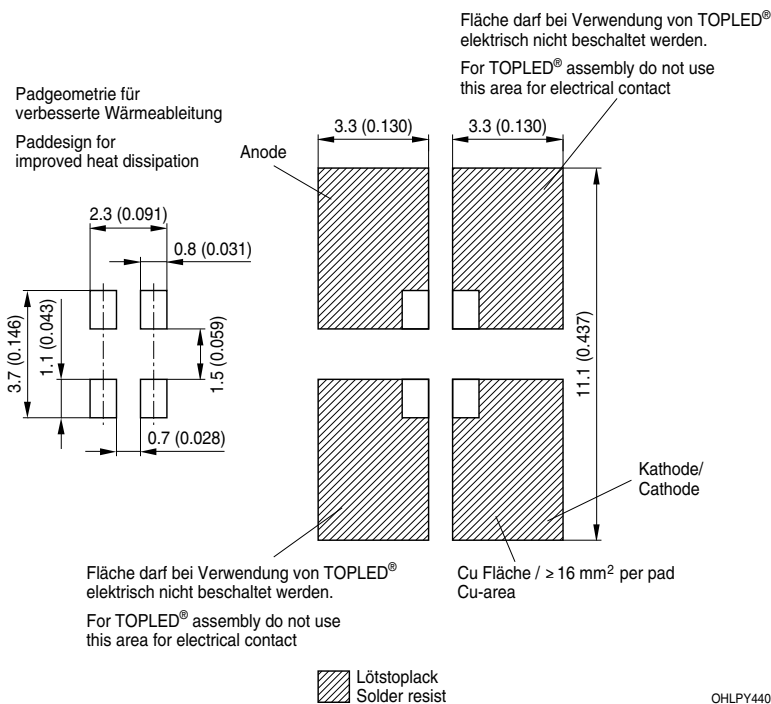 Fläche darf bei Verwendung von TOPLED®
elektrisch nicht beschaltet werden.
For TOPLED® assembly do not use
this area for electrical contact
Padgeometrie für
verbesserte Wärmeableitung
Paddesign for
improved heat dissipation
Anode
3.3 (0.130)
3.3 (0.130)
2.3 (0.091)
0.8 (0.031)
3.7 (0.146)
1.1 (0.043)
1.5 (0.059)
0.7 (0.028)
11.1 (0.437)
Kathode/
Cathode
Fläche darf bei Verwendung von TOPLED®
elektrisch nicht beschaltet werden.
For TOPLED® assembly do not use
this area for electrical contact
Cu Fläche / ≥ 16 mm² per pad
Cu-area
Lötstoplack
Solder resist
OHLPY440